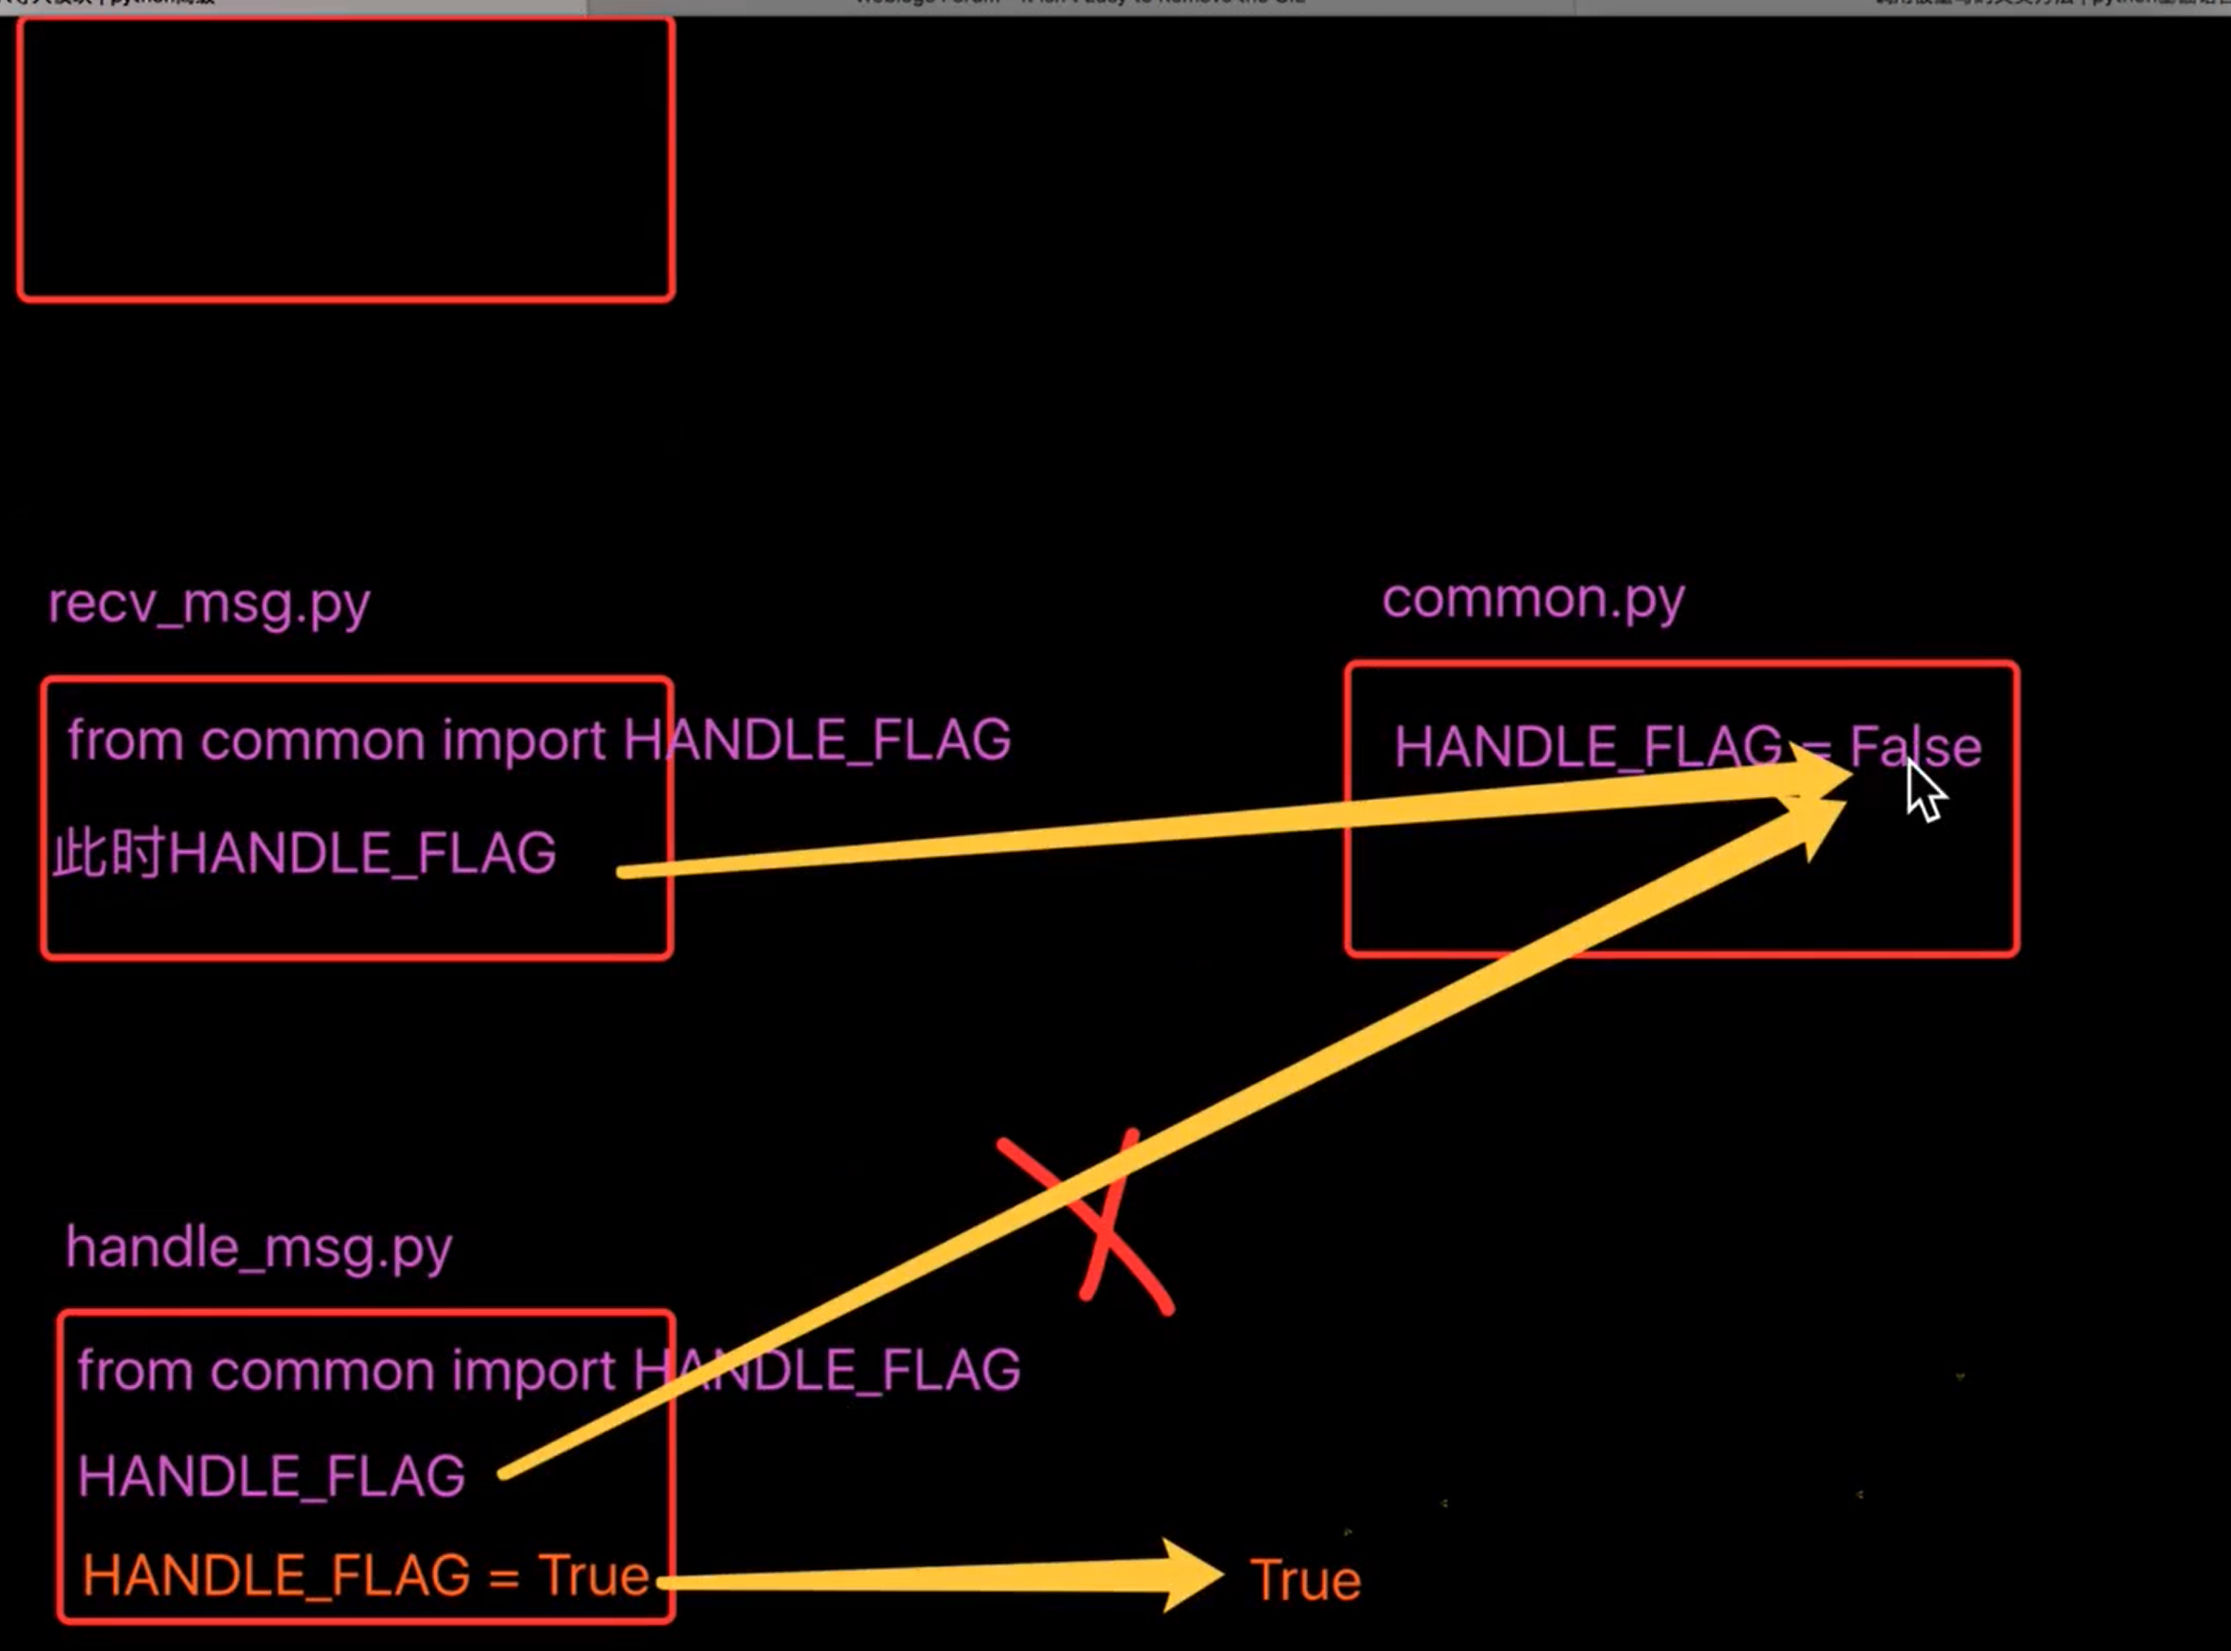 recv_msg.py
common.py
from common import HANDLE_FLAG
HANDLE_FLAG = False
此时HANDLE_FLAG
handle_msg.py
from common import HANDLE_FLAG
HANDLE_FLAG
HANDLE_FLAG = True
True